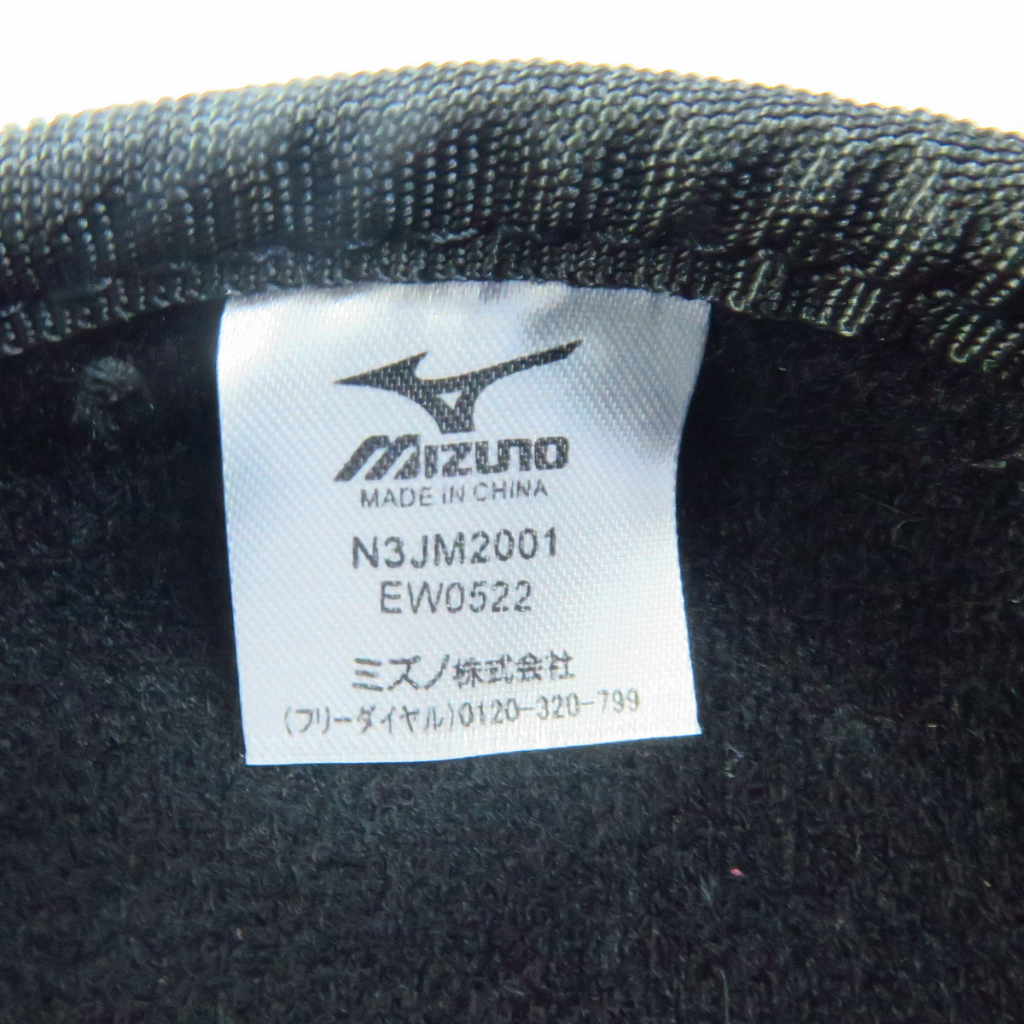 MIZUNO
MADE IN CHINA
N3JM2001
EW0522
ミズノ株式会社
(フリーダイヤル)0120-320-799